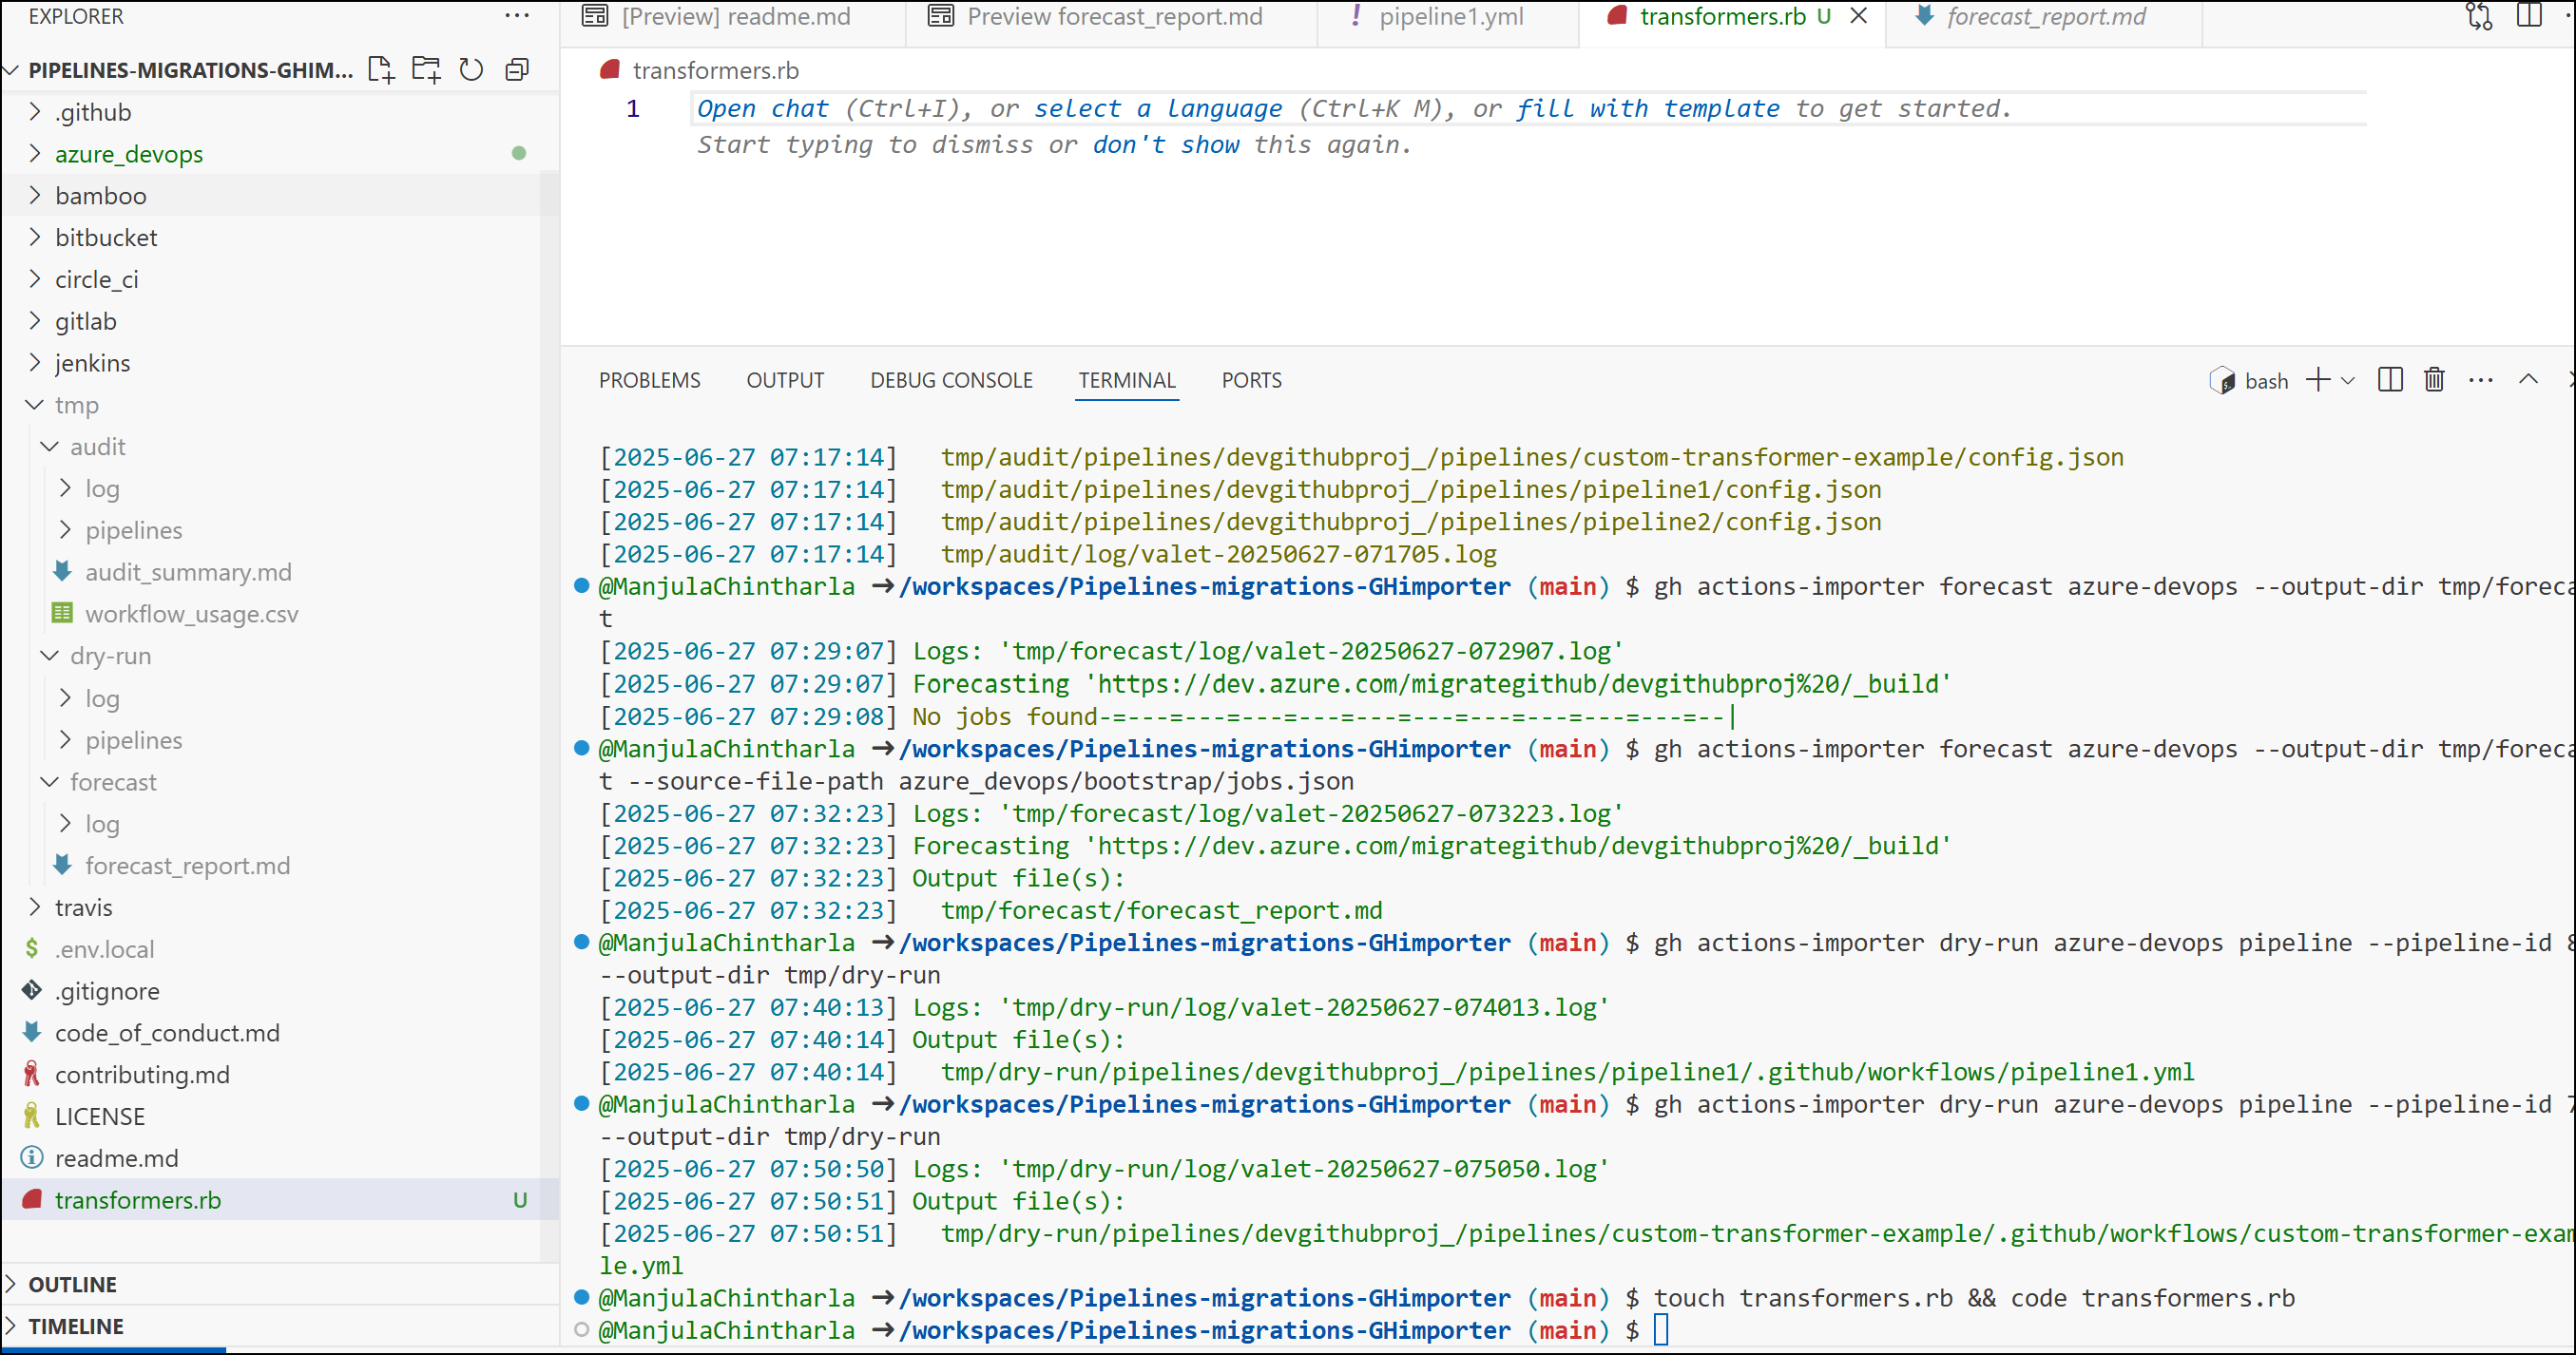 EXPLORER
PIPELINES-MIGRATIONS-GHIM...
.github
azure_devops
bamboo
bitbucket
circle_ci
gitlab
jenkins
tmp
audit
log
pipelines
audit_summary.md
workflow_usage.csv
dry-run
log
pipelines
forecast
log
forecast_report.md
travis
$ .env.local
.gitignore
code_of_conduct.md
contributing.md
LICENSE
readme.md
transformers.rb U
OUTLINE
TIMELINE
[Preview] readme.md
Preview forecast_report.md
! pipeline1.yml
transformers.rb U
forecast_report.md
transformers.rb
1 Open chat (Ctrl+I), or select a language (Ctrl+K M), or fill with template to get started.
Start typing to dismiss or don't show this again.
PROBLEMS OUTPUT DEBUG CONSOLE TERMINAL PORTS
bash
[2025-06-27 07:17:14] tmp/audit/pipelines/devgithubproj_/pipelines/custom-transformer-example/config.json
[2025-06-27 07:17:14] tmp/audit/pipelines/devgithubproj_/pipelines/pipeline1/config.json
[2025-06-27 07:17:14] tmp/audit/pipelines/devgithubproj_/pipelines/pipeline2/config.json
[2025-06-27 07:17:14] tmp/audit/log/valet-20250627-071705.log
@ManjulaChintharla ➜/workspaces/Pipelines-migrations-GHimporter (main) $ gh actions-importer forecast azure-devops --output-dir tmp/foreca
t
[2025-06-27 07:29:07] Logs: 'tmp/forecast/log/valet-20250627-072907.log'
[2025-06-27 07:29:07] Forecasting 'https://dev.azure.com/migrategithub/devgithubproj%20/_build'
[2025-06-27 07:29:08] No jobs found-=---=---=---=---=---=---=---=---=---=---=--|
@ManjulaChintharla ➜/workspaces/Pipelines-migrations-GHimporter (main) $ gh actions-importer forecast azure-devops --output-dir tmp/foreca
t --source-file-path azure_devops/bootstrap/jobs.json
[2025-06-27 07:32:23] Logs: 'tmp/forecast/log/valet-20250627-073223.log'
[2025-06-27 07:32:23] Forecasting 'https://dev.azure.com/migrategithub/devgithubproj%20/_build'
[2025-06-27 07:32:23] Output file(s):
[2025-06-27 07:32:23] tmp/forecast/forecast_report.md
@ManjulaChintharla ➜/workspaces/Pipelines-migrations-GHimporter (main) $ gh actions-importer dry-run azure-devops pipeline --pipeline-id
--output-dir tmp/dry-run
[2025-06-27 07:40:13] Logs: 'tmp/dry-run/log/valet-20250627-074013.log'
[2025-06-27 07:40:14] Output file(s):
[2025-06-27 07:40:14] tmp/dry-run/pipelines/devgithubproj_/pipelines/pipeline1/.github/workflows/pipeline1.yml
@ManjulaChintharla ➜/workspaces/Pipelines-migrations-GHimporter (main) $ gh actions-importer dry-run azure-devops pipeline --pipeline-id
--output-dir tmp/dry-run
[2025-06-27 07:50:50] Logs: 'tmp/dry-run/log/valet-20250627-075050.log'
[2025-06-27 07:50:51] Output file(s):
[2025-06-27 07:50:51] tmp/dry-run/pipelines/devgithubproj_/pipelines/custom-transformer-example/.github/workflows/custom-transformer-exam
le.yml
@ManjulaChintharla ➜/workspaces/Pipelines-migrations-GHimporter (main) $ touch transformers.rb && code transformers.rb
@ManjulaChintharla ➜/workspaces/Pipelines-migrations-GHimporter (main) $